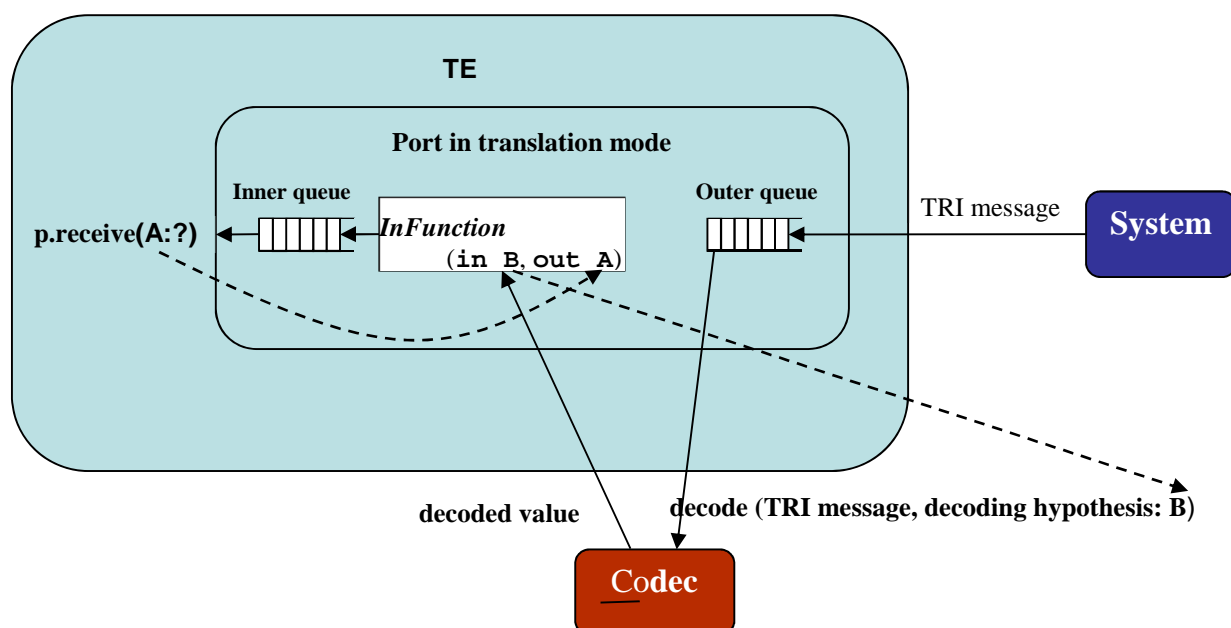 TE
Port in translation mode
Inner queue
Outer queue
TRI message
System
p.receive(A:?)
InFunction
(in B, out A)
decoded value
decode (TRI message, decoding hypothesis: B)
Codec